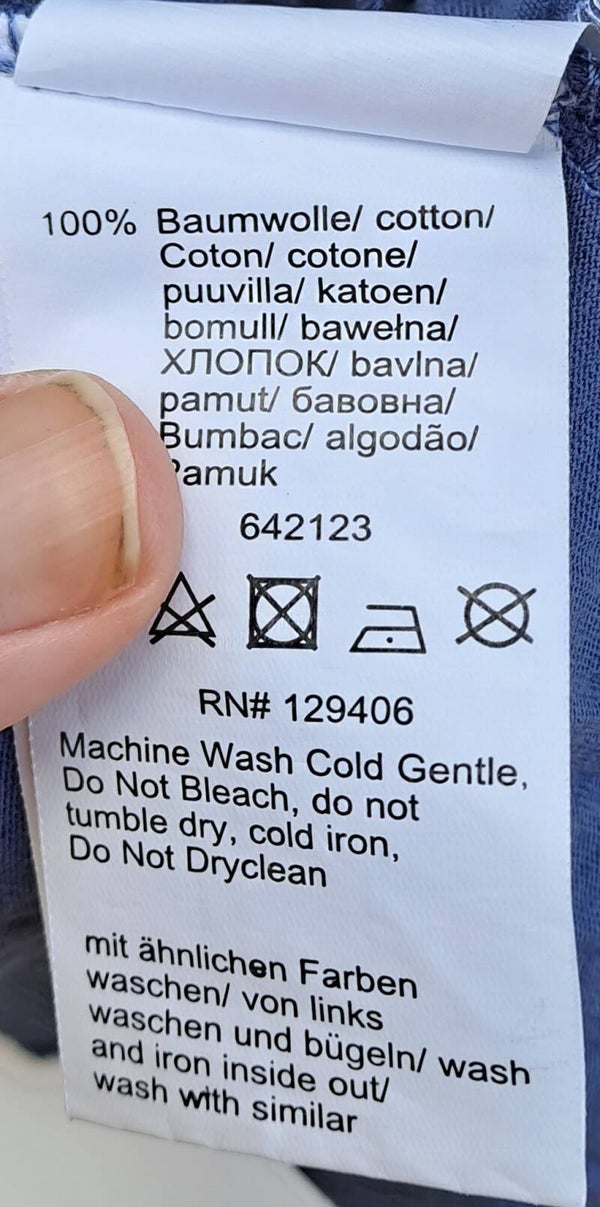 100% Baumwolle/ cotton/
Coton/ cotone/
puuvilla/ katoen/
bomull/ bawełna/
ХЛОПОК/ bavlna/
pamut/ бавовна/
Bumbac/ algodão/
Pamuk
642123
RN# 129406
Machine Wash Cold Gentle,
Do Not Bleach, do not
tumble dry, cold iron,
Do Not Dryclean
mit ähnlichen Farben
waschen/ von links
waschen und bügeln/ wash
and iron inside out/
wash with similar